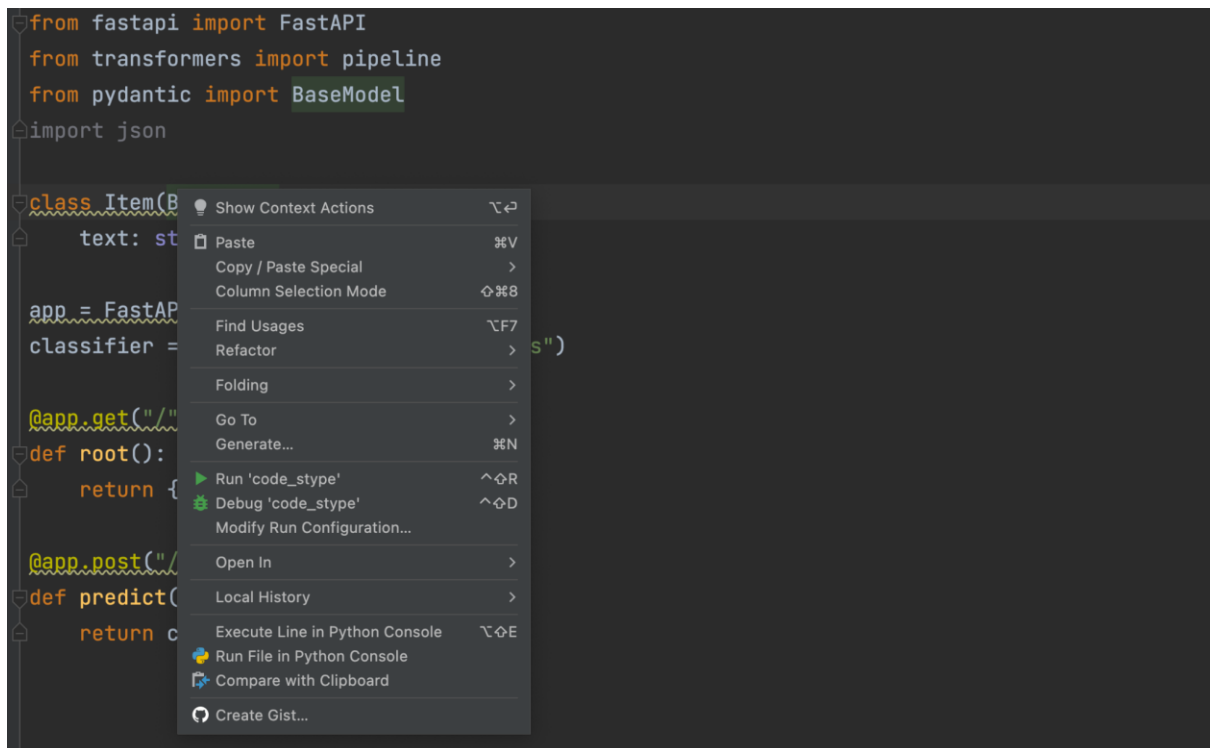 from fastapi import FastAPI
from transformers import pipeline
from pydantic import BaseModel
import json
class Item(B
text: st
app = FastAP
classifier = s")
@app.get("/"
def root():
return {
@app.post("/
def predict(
return c
Show Context Actions ⌥⏎
Paste ⌘V
Copy / Paste Special >
Column Selection Mode ⇧⌘8
Find Usages ⌥F7
Refactor >
Folding >
Go To >
Generate... ⌘N
Run 'code_stype' ^⇧R
Debug 'code_stype' ^⇧D
Modify Run Configuration...
Open In >
Local History >
Execute Line in Python Console ⌥⇧E
Run File in Python Console
Compare with Clipboard
Create Gist...